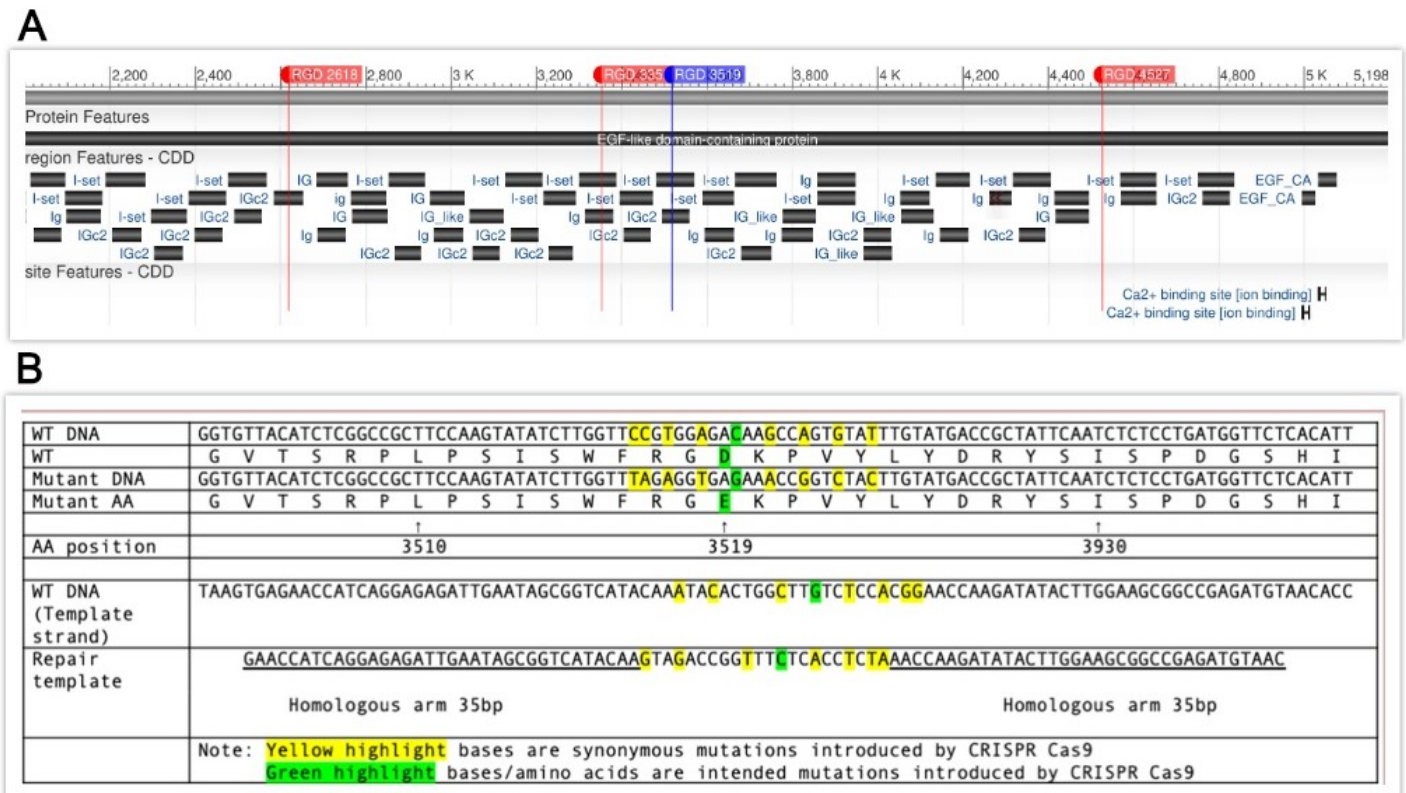 A
2,200 2,400 RGD 2618 2,800 3 K 3,200 RGD RGD 3519 3,800 4 K 4,200 4,400 RGD 4527 4,800 5 K 5,198
Protein Features
EGF-like domain-containing protein
region Features - CDD
I-set I-set IG I-set I-set I-set I-set I-set Ig I-set I-set I-set I-set EGF_CA
I-set I-set IGc2 ig IG I-set I-set I-set I-set Ig Ig IG Ig IGc2 EGF_CA
Ig I-set IGc2 IG IG_like Ig IGc2 IG_like IG_like IG
IGc2 IGc2 Ig Ig IGc2 IGc2 Ig Ig IGc2 Ig IGc2
IGc2 IGc2 IGc2 IGc2 IGc2 IG_like
site Features - CDD
Ca2+ binding site [ion binding]
Ca2+ binding site [ion binding]
B
WT DNA GGTGTTACATCTCGGCCGCTTCCAAGTATATCTTGGTTCCGTGGAGACAAGCCAGTGTATTTGTATGACCGCTATTCAATCTCTCCTGATGGTTCTCACATT
WT G V T S R P L P S I S W F R G D K P V Y L Y D R Y S I S P D G S H I
Mutant DNA GGTGTTACATCTCGGCCGCTTCCAAGTATATCTTGGTTTAGAGGTGAGAAACCGGTCTACTTGTATGACCGCTATTCAATCTCTCCTGATGGTTCTCACATT
Mutant AA G V T S R P L P S I S W F R G E K P V Y L Y D R Y S I S P D G S H I
↑ ↑ ↑
AA position 3510 3519 3930
WT DNA TAAGTGAGAACCATCAGGAGAGATTGAATAGCGGTCATACAAATACACTGGCTTGTCTCCACGGAACCAAGATATACTTGGAAGCGGCCGAGATGTAACACC
(Template
strand)
Repair GAACCATCAGGAGAGATTGAATAGCGGTCATACAAGTAGACCGGTTTCTCACCTCTAAACCAAGATATACTTGGAAGCGGCCGAGATGTAAC
template
Homologous arm 35bp Homologous arm 35bp
Note: Yellow highlight bases are synonymous mutations introduced by CRISPR Cas9
Green highlight bases/amino acids are intended mutations introduced by CRISPR Cas9